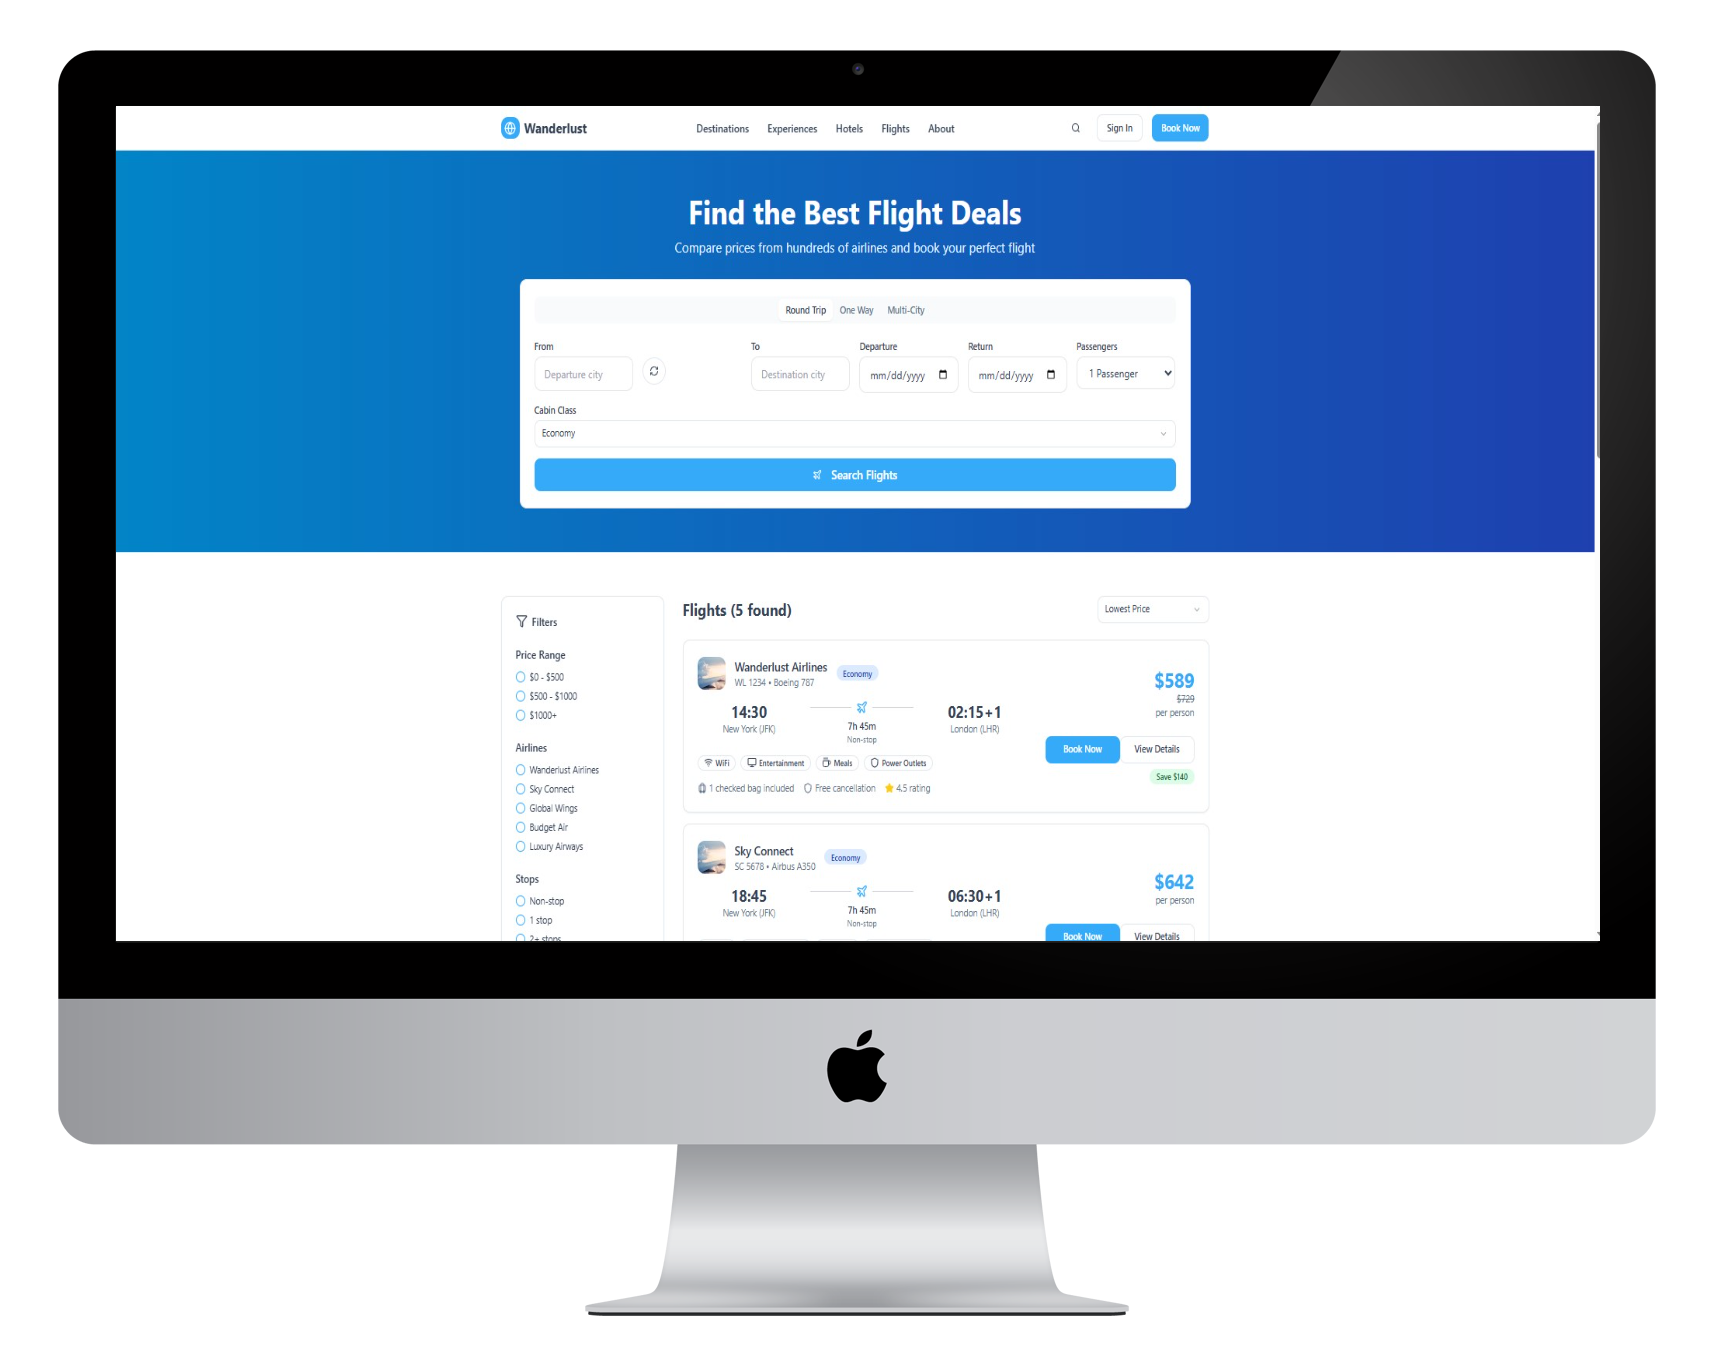 Wanderlust
Destinations Experiences Hotels Flights About
Sign In Book Now
Find the Best Flight Deals
Compare prices from hundreds of airlines and book your perfect flight
Round Trip One Way Multi-City
From To Departure Return Passengers
Departure city Destination city mm/dd/yyyy mm/dd/yyyy 1 Passenger
Cabin Class
Economy
Search Flights
Filters
Price Range
$0 - $500
$500 - $1000
$1000+
Airlines
Wanderlust Airlines
Sky Connect
Global Wings
Budget Air
Luxury Airways
Stops
Non-stop
1 stop
2+ stops
Flights (5 found)
Lowest Price
Wanderlust Airlines Economy
WL 1234 • Boeing 787
14:30 02:15+1
New York (JFK) 7h 45m London (LHR)
Non-stop
WiFi Entertainment Meals Power Outlets
1 checked bag included Free cancellation 4.5 rating
$589
$729
per person
Book Now View Details
Save $140
Sky Connect Economy
SC 5678 • Airbus A350
18:45 06:30+1
New York (JFK) 7h 45m London (LHR)
Non-stop
$642
per person
Book Now View Details